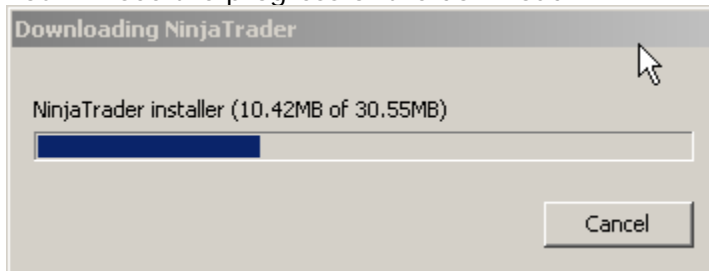 Downloading NinjaTrader
NinjaTrader installer (10.42MB of 30.55MB)
Cancel